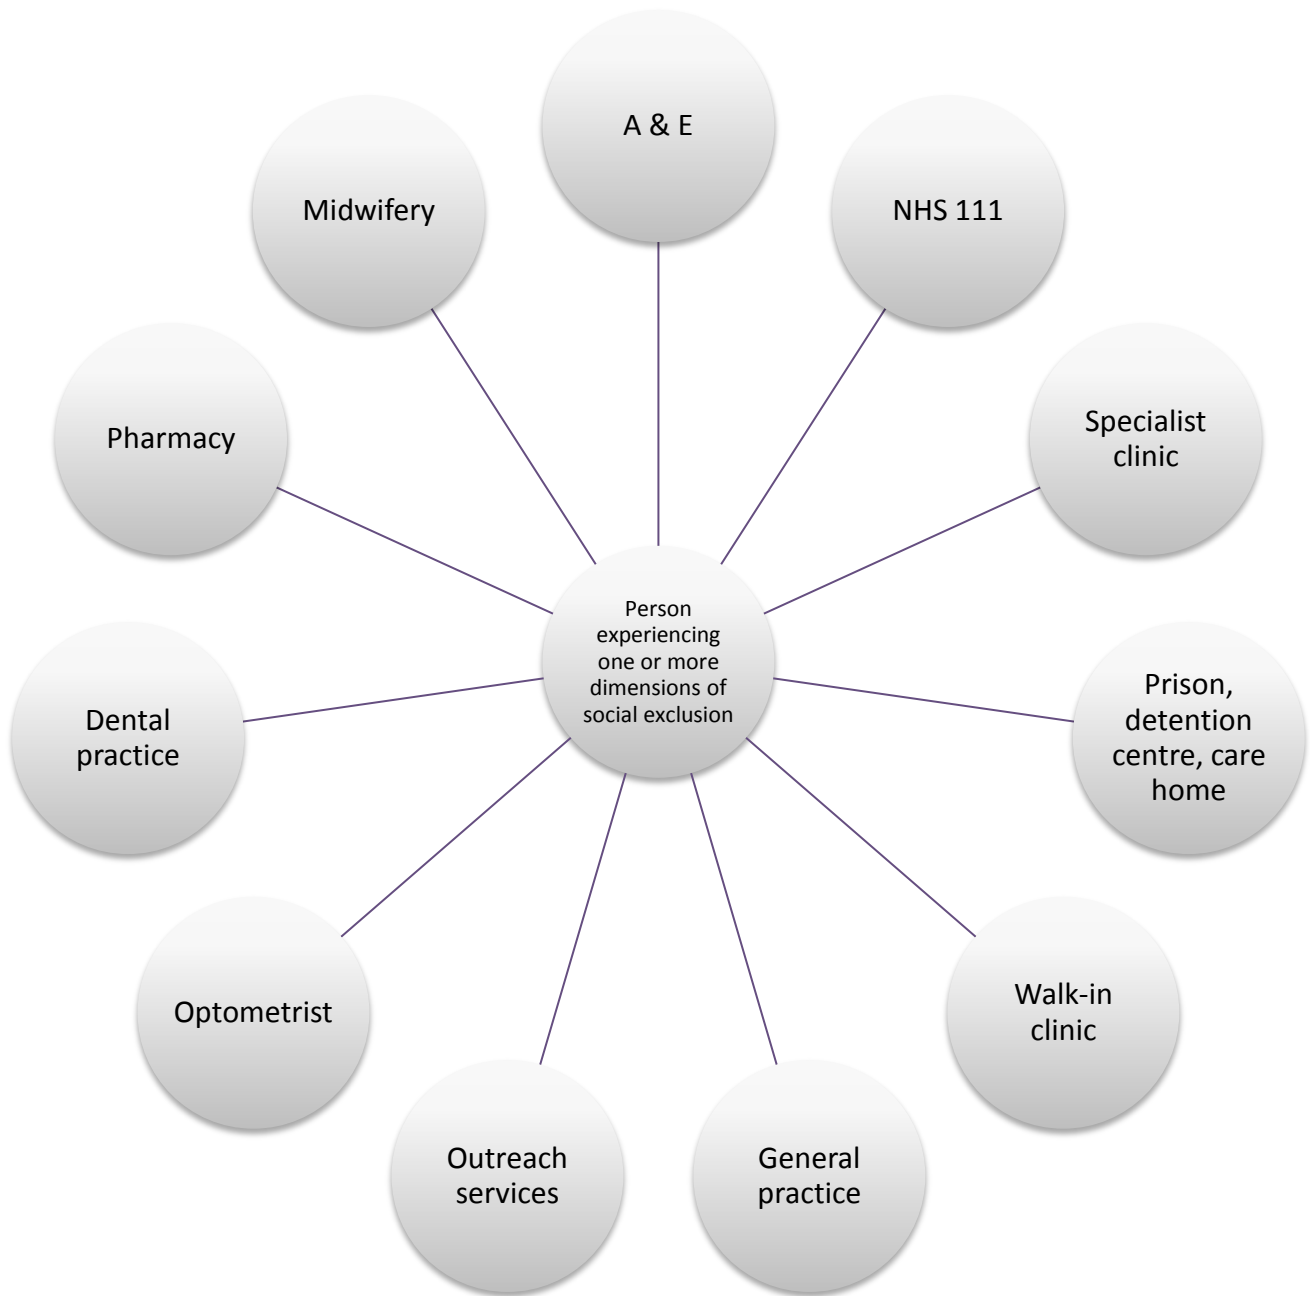 A & E
NHS 111
Specialist
clinic
Prison,
detention
centre, care
home
Walk-in
clinic
General
practice
Outreach
services
Optometrist
Dental
practice
Pharmacy
Midwifery
Person
experiencing
one or more
dimensions of
social exclusion